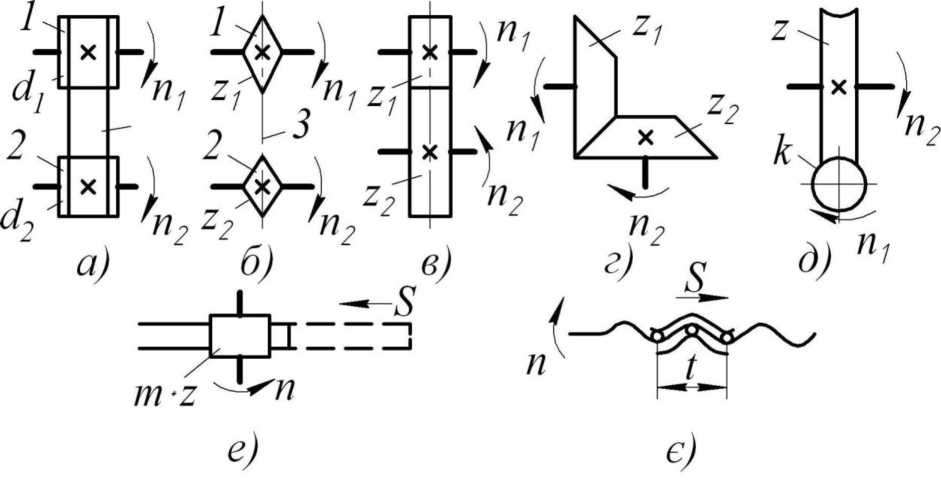 1 d₁ n₁ 2 d₂ n₂ а)
1 z₁ n₁ 3 2 z₂ n₂ б)
n₁ z₁ z₂ n₂ в)
z₁ n₁ z₂ n₂ г)
z n₂ k n₁ д)
S m·z n е)
S n t є)